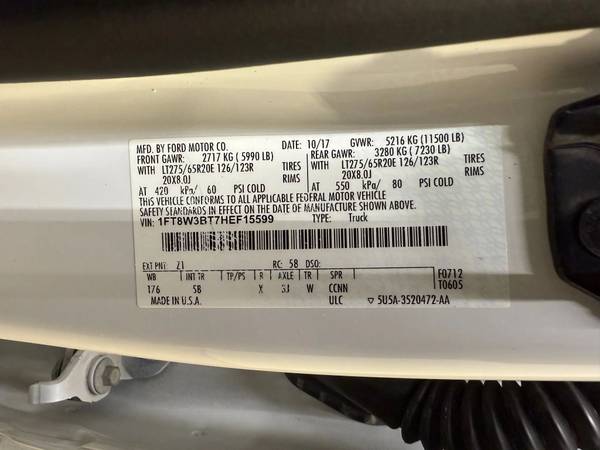 MFD. BY FORD MOTOR CO. DATE: 10/17 GVWR: 5216 KG (11500 LB)
FRONT GAWR: 2717 KG (5990 LB) REAR GAWR: 3280 KG (7230 LB)
WITH LT275/65R20E 126/123R TIRES WITH LT275/65R20E 126/123R TIRES
20X8.0J RIMS 20X8.0J RIMS
AT 420 kPa/ 60 PSI COLD AT 550 kPa/ 80 PSI COLD
THIS VEHICLE CONFORMS TO ALL APPLICABLE FEDERAL MOTOR VEHICLE
SAFETY STANDARDS IN EFFECT ON THE DATE OF MANUFACTURE SHOWN ABOVE.
VIN: 1FT8W3BT7HEF15599 TYPE: Truck
EXT PNT: Z1 RC: 58 DSO: F0712
WB INT TR TP/PS R AXLE TR SPR T0605
176 SB X 3J W CCNN
MADE IN U.S.A. ULC ▽ 5U5A-3520472-AA